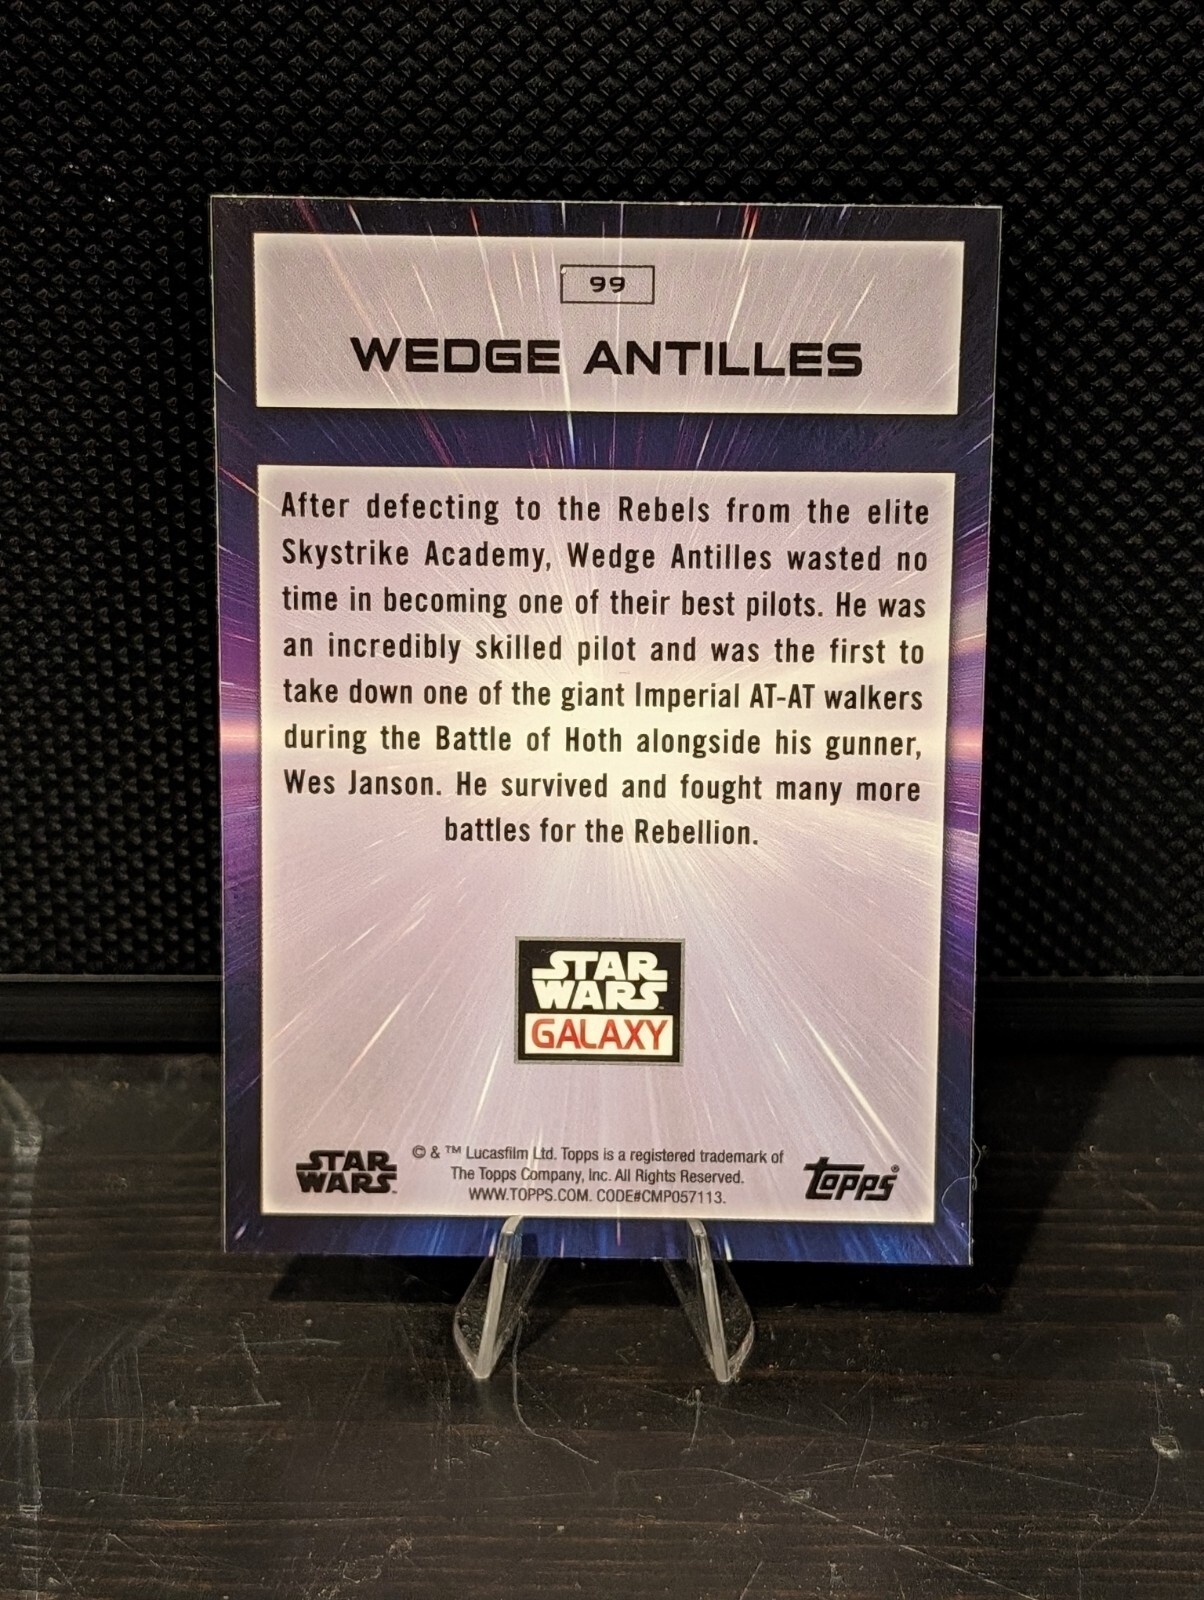 99
WEDGE ANTILLES
After defecting to the Rebels from the elite
Skystrike Academy, Wedge Antilles wasted no
time in becoming one of their best pilots. He was
an incredibly skilled pilot and was the first to
take down one of the giant Imperial AT-AT walkers
during the Battle of Hoth alongside his gunner,
Wes Janson. He survived and fought many more
battles for the Rebellion.
STAR
WARS
GALAXY
STAR
WARS™
© & ™ Lucasfilm Ltd. Topps is a registered trademark of
The Topps Company, Inc. All Rights Reserved.
WWW.TOPPS.COM. CODE#CMP057113.
topps®